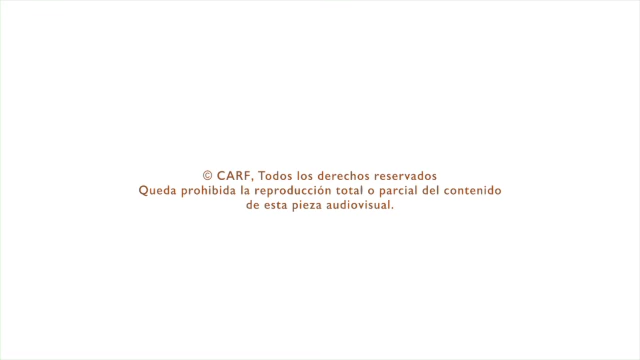 © CARF, Todos los derechos reservados
Queda prohibida la reproducción total o parcial del contenido
de esta pieza audiovisual.